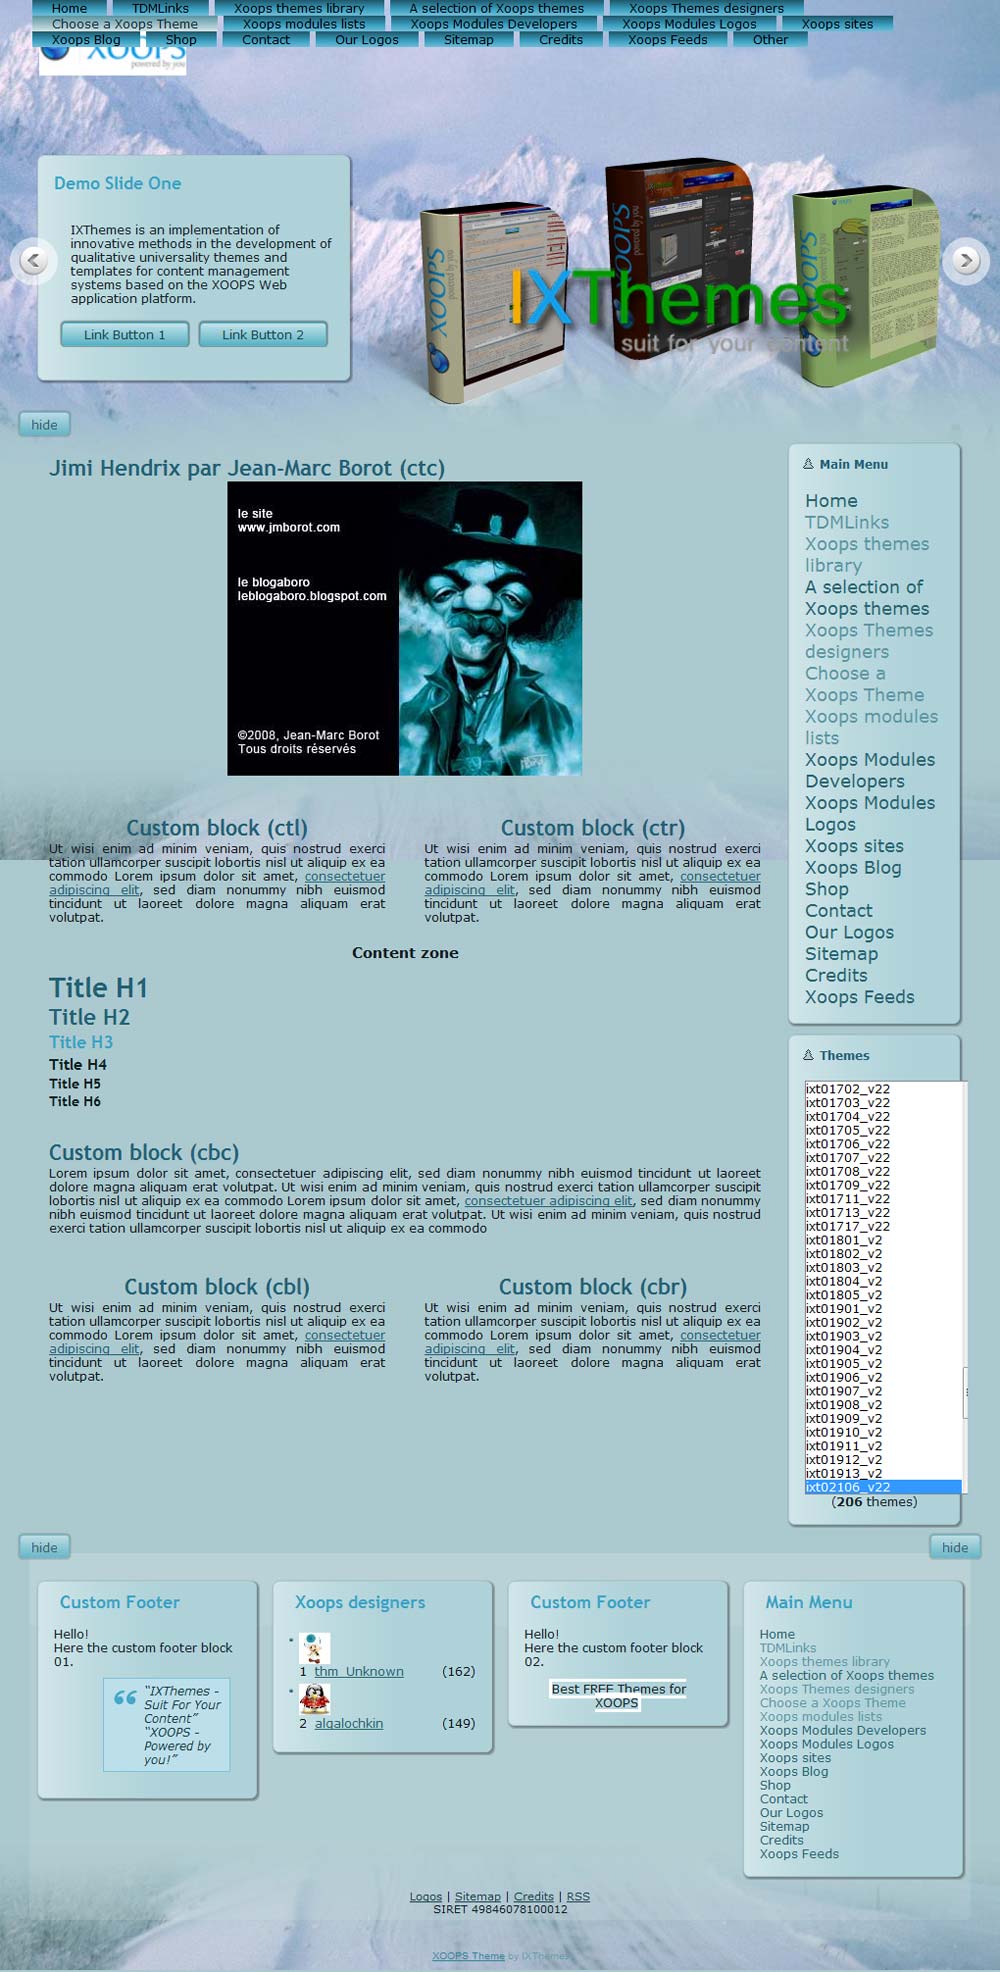 Home TDMLinks Xoops themes library A selection of Xoops themes Xoops Themes designers
Choose a Xoops Theme Xoops modules lists Xoops Modules Developers Xoops Modules Logos Xoops sites
Xoops Blog Shop Contact Our Logos Sitemap Credits Xoops Feeds Other
XOOPS
powered by you
Demo Slide One
IXThemes is an implementation of
innovative methods in the development of
qualitative universality themes and
templates for content management
systems based on the XOOPS Web
application platform.
Link Button 1 Link Button 2
XOOPS
powered by you
XOOPS
powered by you
XOOPS
powered by you
IXThemes
suit for your content
hide
Jimi Hendrix par Jean-Marc Borot (ctc)
le site
www.jmborot.com
le blogaboro
leblogaboro.blogspot.com
©2008, Jean-Marc Borot
Tous droits réservés
Custom block (ctl)
Ut wisi enim ad minim veniam, quis nostrud exerci
tation ullamcorper suscipit lobortis nisl ut aliquip ex ea
commodo Lorem ipsum dolor sit amet, consectetuer
adipiscing elit, sed diam nonummy nibh euismod
tincidunt ut laoreet dolore magna aliquam erat
volutpat.
Custom block (ctr)
Ut wisi enim ad minim veniam, quis nostrud exerci
tation ullamcorper suscipit lobortis nisl ut aliquip ex ea
commodo Lorem ipsum dolor sit amet, consectetuer
adipiscing elit, sed diam nonummy nibh euismod
tincidunt ut laoreet dolore magna aliquam erat
volutpat.
Content zone
Title H1
Title H2
Title H3
Title H4
Title H5
Title H6
Custom block (cbc)
Lorem ipsum dolor sit amet, consectetuer adipiscing elit, sed diam nonummy nibh euismod tincidunt ut laoreet
dolore magna aliquam erat volutpat. Ut wisi enim ad minim veniam, quis nostrud exerci tation ullamcorper suscipit
lobortis nisl ut aliquip ex ea commodo Lorem ipsum dolor sit amet, consectetuer adipiscing elit, sed diam nonummy
nibh euismod tincidunt ut laoreet dolore magna aliquam erat volutpat. Ut wisi enim ad minim veniam, quis nostrud
exerci tation ullamcorper suscipit lobortis nisl ut aliquip ex ea commodo
Custom block (cbl)
Ut wisi enim ad minim veniam, quis nostrud exerci
tation ullamcorper suscipit lobortis nisl ut aliquip ex ea
commodo Lorem ipsum dolor sit amet, consectetuer
adipiscing elit, sed diam nonummy nibh euismod
tincidunt ut laoreet dolore magna aliquam erat
volutpat.
Custom block (cbr)
Ut wisi enim ad minim veniam, quis nostrud exerci
tation ullamcorper suscipit lobortis nisl ut aliquip ex ea
commodo Lorem ipsum dolor sit amet, consectetuer
adipiscing elit, sed diam nonummy nibh euismod
tincidunt ut laoreet dolore magna aliquam erat
volutpat.
Main Menu
Home
TDMLinks
Xoops themes
library
A selection of
Xoops themes
Xoops Themes
designers
Choose a
Xoops Theme
Xoops modules
lists
Xoops Modules
Developers
Xoops Modules
Logos
Xoops sites
Xoops Blog
Shop
Contact
Our Logos
Sitemap
Credits
Xoops Feeds
Themes
ixt01702_v22
ixt01703_v22
ixt01704_v22
ixt01705_v22
ixt01706_v22
ixt01707_v22
ixt01708_v22
ixt01709_v22
ixt01711_v22
ixt01713_v22
ixt01717_v22
ixt01801_v2
ixt01802_v2
ixt01803_v2
ixt01804_v2
ixt01805_v2
ixt01901_v2
ixt01902_v2
ixt01903_v2
ixt01904_v2
ixt01905_v2
ixt01906_v2
ixt01907_v2
ixt01908_v2
ixt01909_v2
ixt01910_v2
ixt01911_v2
ixt01912_v2
ixt01913_v2
ixt02106_v22
(206 themes)
hide
hide
Custom Footer
Hello!
Here the custom footer block
01.
“IXThemes -
Suit For Your
Content”
“XOOPS -
Powered by
you!”
Xoops designers
1 thm_Unknown (162)
2 algalochkin (149)
Custom Footer
Hello!
Here the custom footer block
02.
Best FREE Themes for
XOOPS
Main Menu
Home
TDMLinks
Xoops themes library
A selection of Xoops themes
Xoops Themes designers
Choose a Xoops Theme
Xoops modules lists
Xoops Modules Developers
Xoops Modules Logos
Xoops sites
Xoops Blog
Shop
Contact
Our Logos
Sitemap
Credits
Xoops Feeds
Logos | Sitemap | Credits | RSS
SIRET 49846078100012
XOOPS Theme by IXThemes